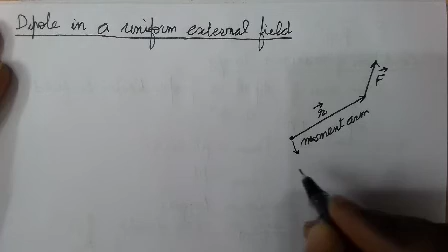 Dipole in a uniform external field
F
r
moment arm